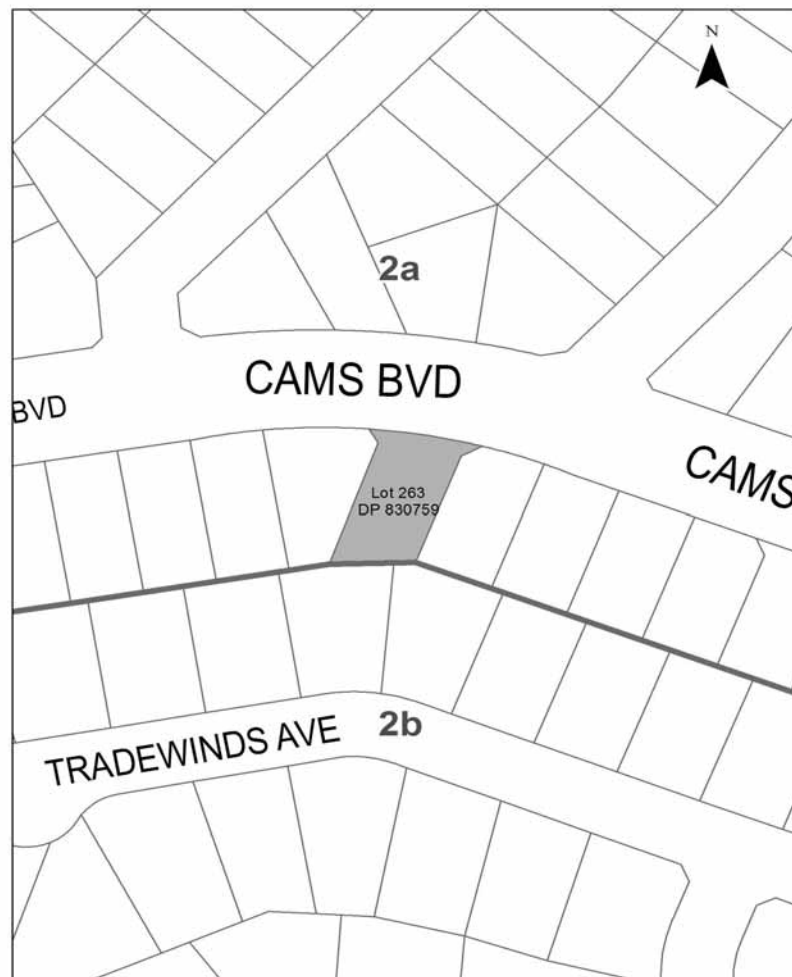 N
2a
CAMS BVD
BVD
CAMS
Lot 263
DP 830759
2b
TRADEWINDS AVE